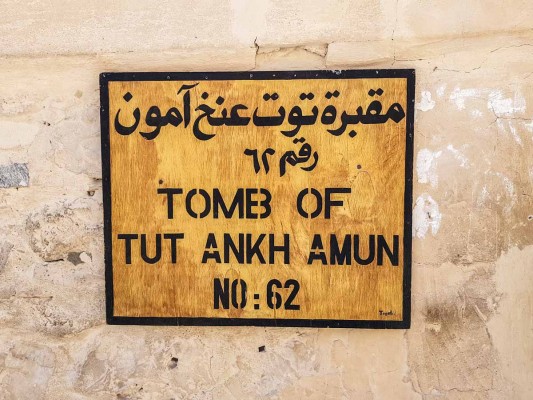 مقبرة توت عنخ آمون
رقم ٦٢
TOMB OF
TUT ANKH AMUN
NO: 62